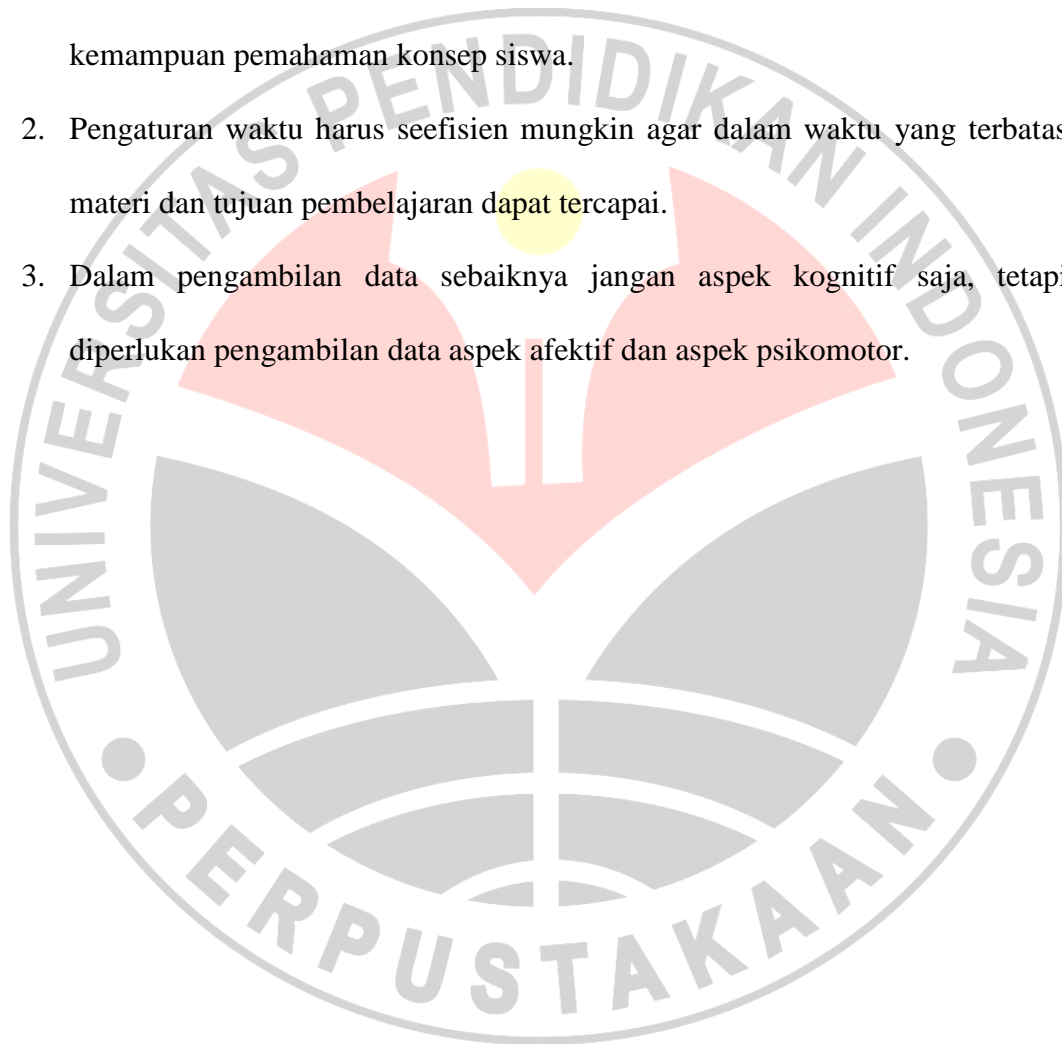 kemampuan pemahaman konsep siswa.
2. Pengaturan waktu harus seefisien mungkin agar dalam waktu yang terbatas
materi dan tujuan pembelajaran dapat tercapai.
3. Dalam pengambilan data sebaiknya jangan aspek kognitif saja, tetapi
diperlukan pengambilan data aspek afektif dan aspek psikomotor.
UNIVERSITAS PENDIDIKAN INDONESIA
PERPUSTAKAAN